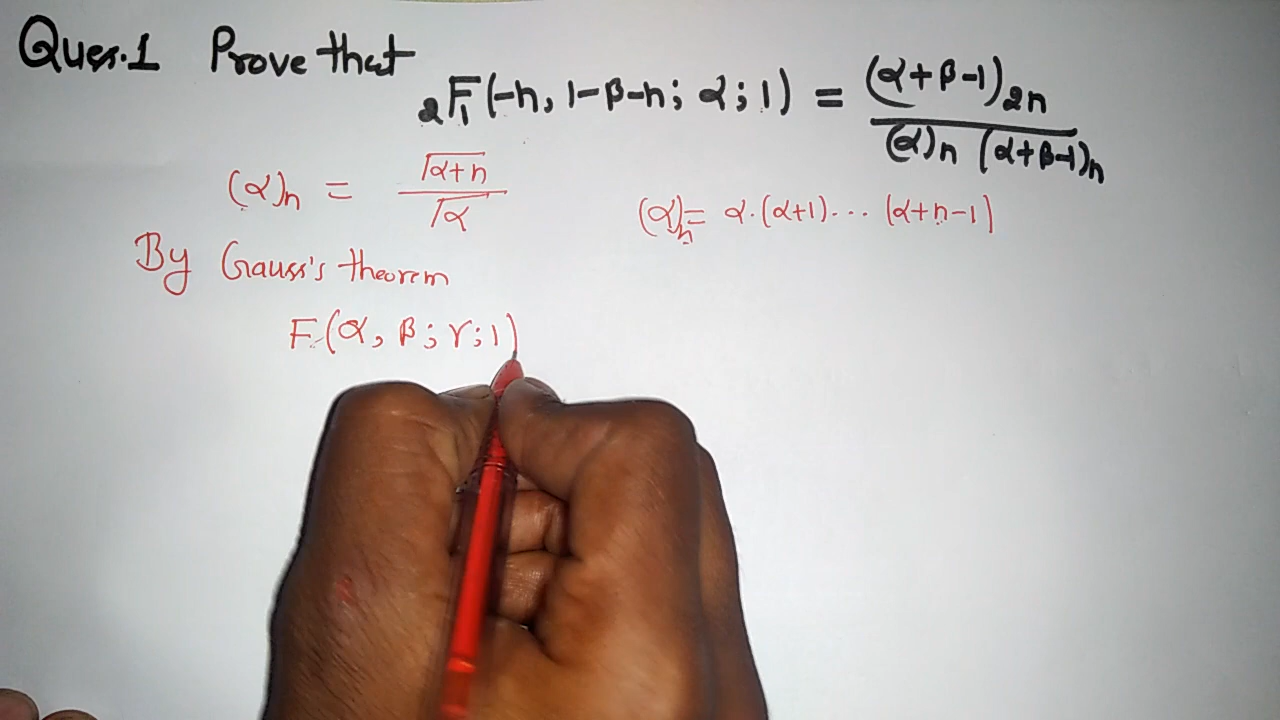 Ques.1 Prove that
₂F₁(-n, 1-β-n; α; 1) = (α+β-1)₂ₙ / (α)ₙ (α+β-1)ₙ
(α)ₙ = Γα+n / Γα
(α)ₙ = α.(α+1)... (α+n-1)
By Gauss's theorem
F(α, β; γ; 1)